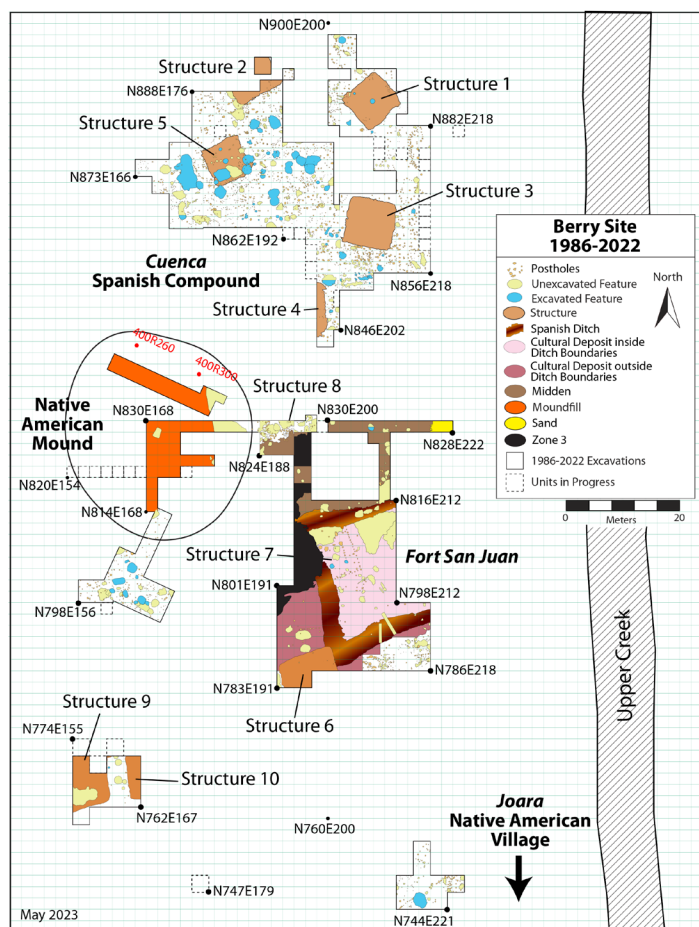 N900E200
Structure 2
Structure 1
N888E176
N882E218
Structure 5
N873E166
Structure 3
N862E192
Cuenca
Spanish Compound
N856E218
Structure 4
N846E202
Berry Site
1986-2022
Postholes
North
Unexcavated Feature
Excavated Feature
Structure
Spanish Ditch
Cultural Deposit inside
Ditch Boundaries
Cultural Deposit outside
Ditch Boundaries
Midden
Moundfill
Sand
Zone 3
1986-2022 Excavations
Units in Progress
0
20
Meters
400R260
400R300
Structure 8
Native
American
Mound
N830E168
N830E200
N828E222
N824E188
N820E154
N816E212
N814E168
Structure 7
Fort San Juan
N801E191
N798E156
N798E212
N786E218
N783E191
Structure 6
Upper Creek
Structure 9
N774E155
Structure 10
N762E167
N760E200
Joara
Native American
Village
N747E179
N744E221
May 2023